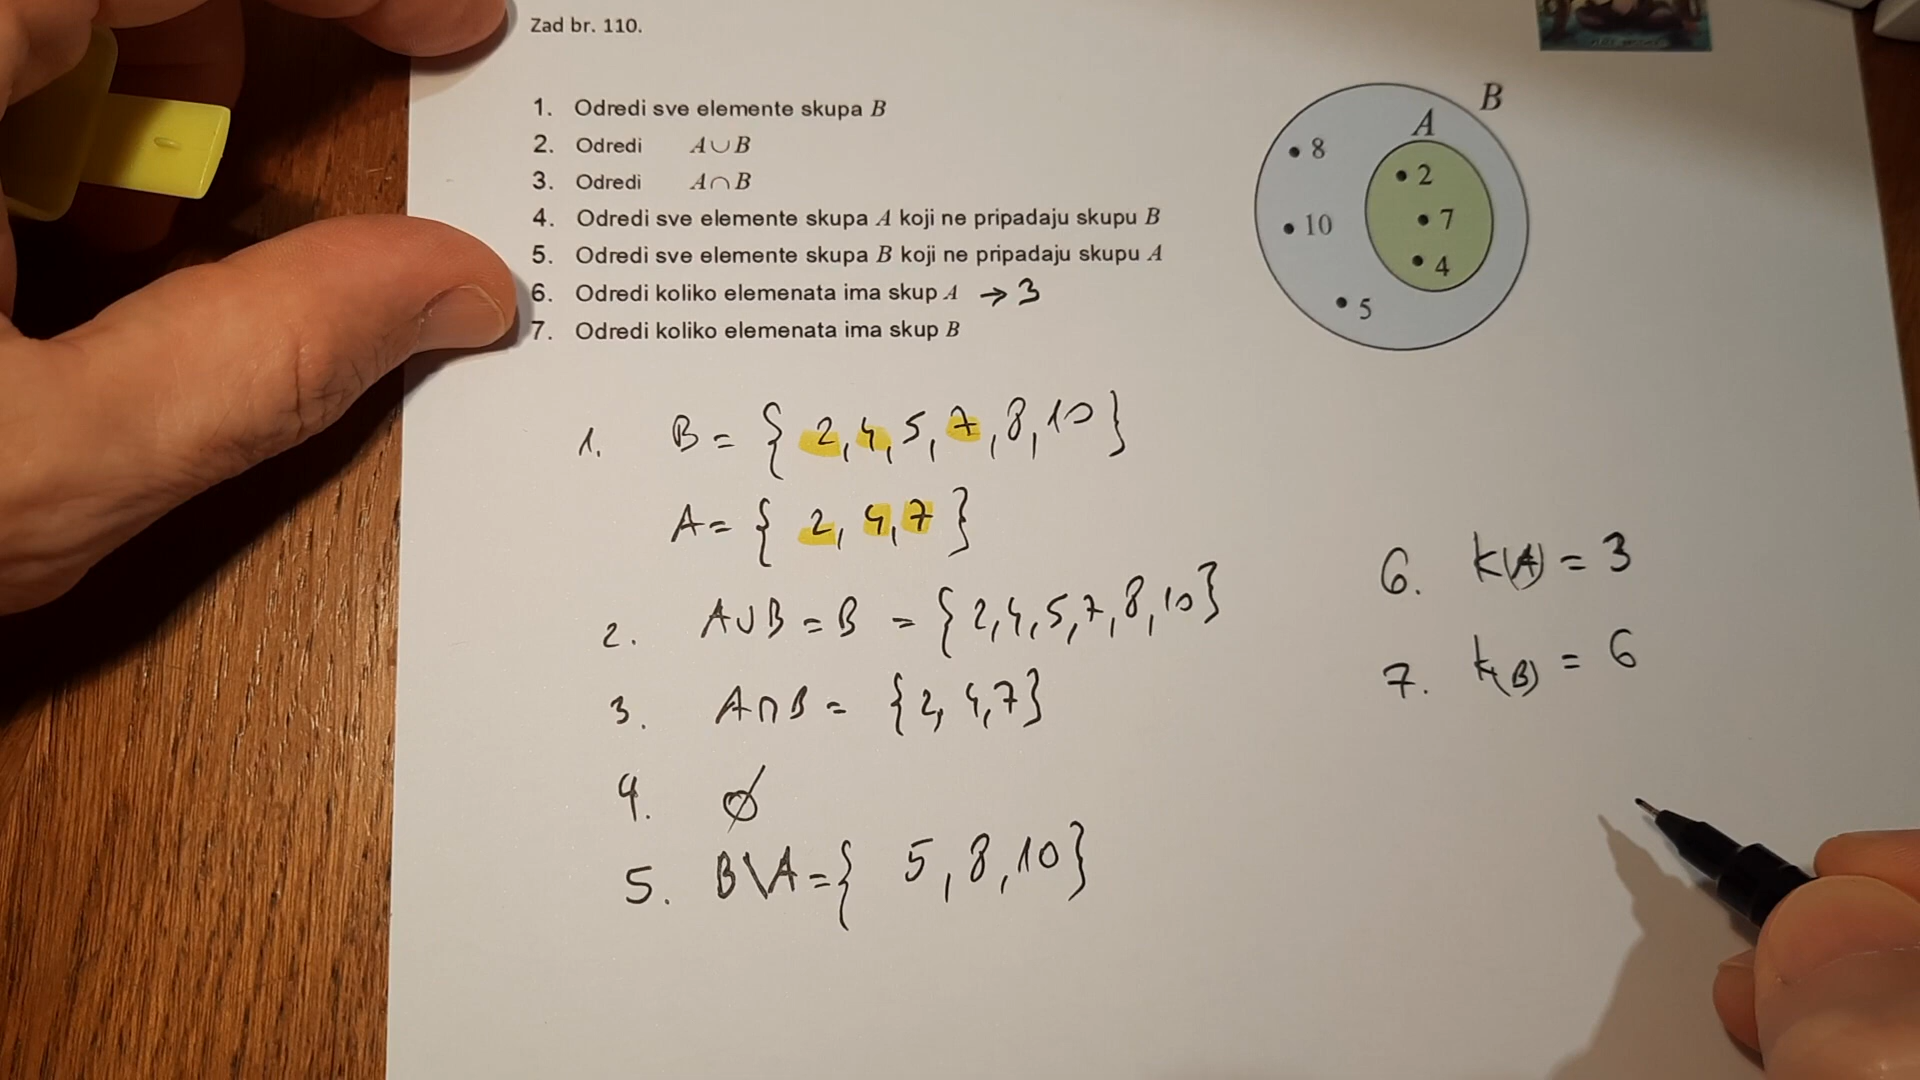 Zad br. 110.
1. Odredi sve elemente skupa B
2. Odredi A∪B
3. Odredi A∩B
4. Odredi sve elemente skupa A koji ne pripadaju skupu B
5. Odredi sve elemente skupa B koji ne pripadaju skupu A
6. Odredi koliko elemenata ima skup A → 3
7. Odredi koliko elemenata ima skup B
B
A
8
2
10
7
4
5
1. B = { 2, 4, 5, 7, 8, 10 }
A = { 2, 4, 7 }
2. A∪B = B = { 2, 4, 5, 7, 8, 10 }
3. A∩B = { 2, 4, 7 }
4. ∅
5. B\A = { 5, 8, 10 }
6. k(A) = 3
7. k(B) = 6